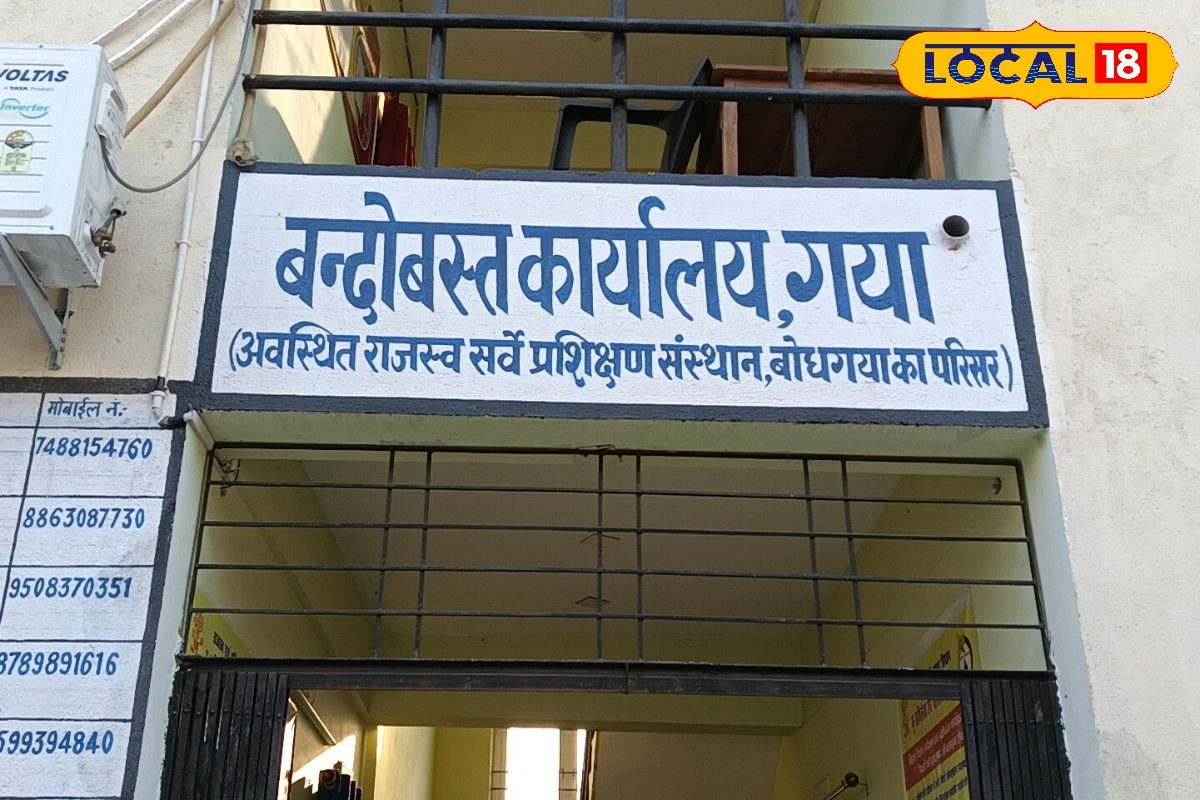 VOLTAS
A TATA Product
inverter
LOCAL 18
बन्दोबस्त कार्यालय, गया
(अवस्थित राजस्व सर्वे प्रशिक्षण संस्थान, बोधगया का परिसर)
मोबाईल नं:
7488154760
8863087730
9508370351
8789891616
599394840